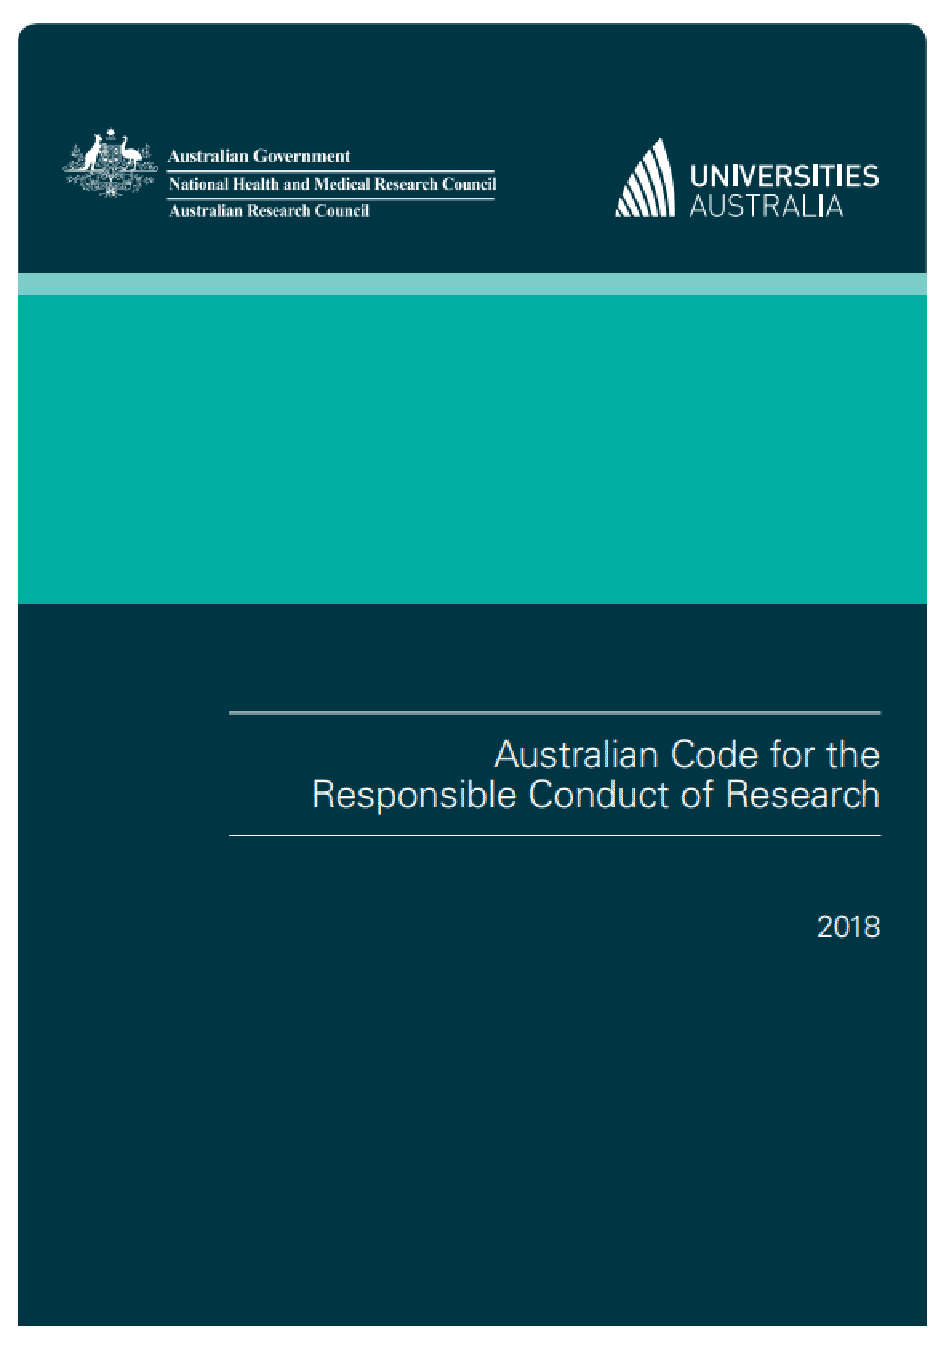 Australian Government
National Health and Medical Research Council
Australian Research Council
UNIVERSITIES
AUSTRALIA
Australian Code for the
Responsible Conduct of Research
2018